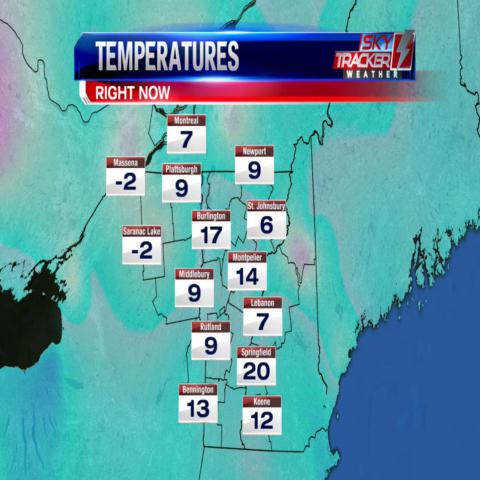 TEMPERATURES
SKY
TRACKER
WEATHER
RIGHT NOW
Montreal
7
Newport
9
Massena
-2
Plattsburgh
9
St. Johnsbury
6
Burlington
17
Saranac Lake
-2
Montpelier
14
Middlebury
9
Lebanon
7
Rutland
9
Springfield
20
Bennington
13
Keene
12